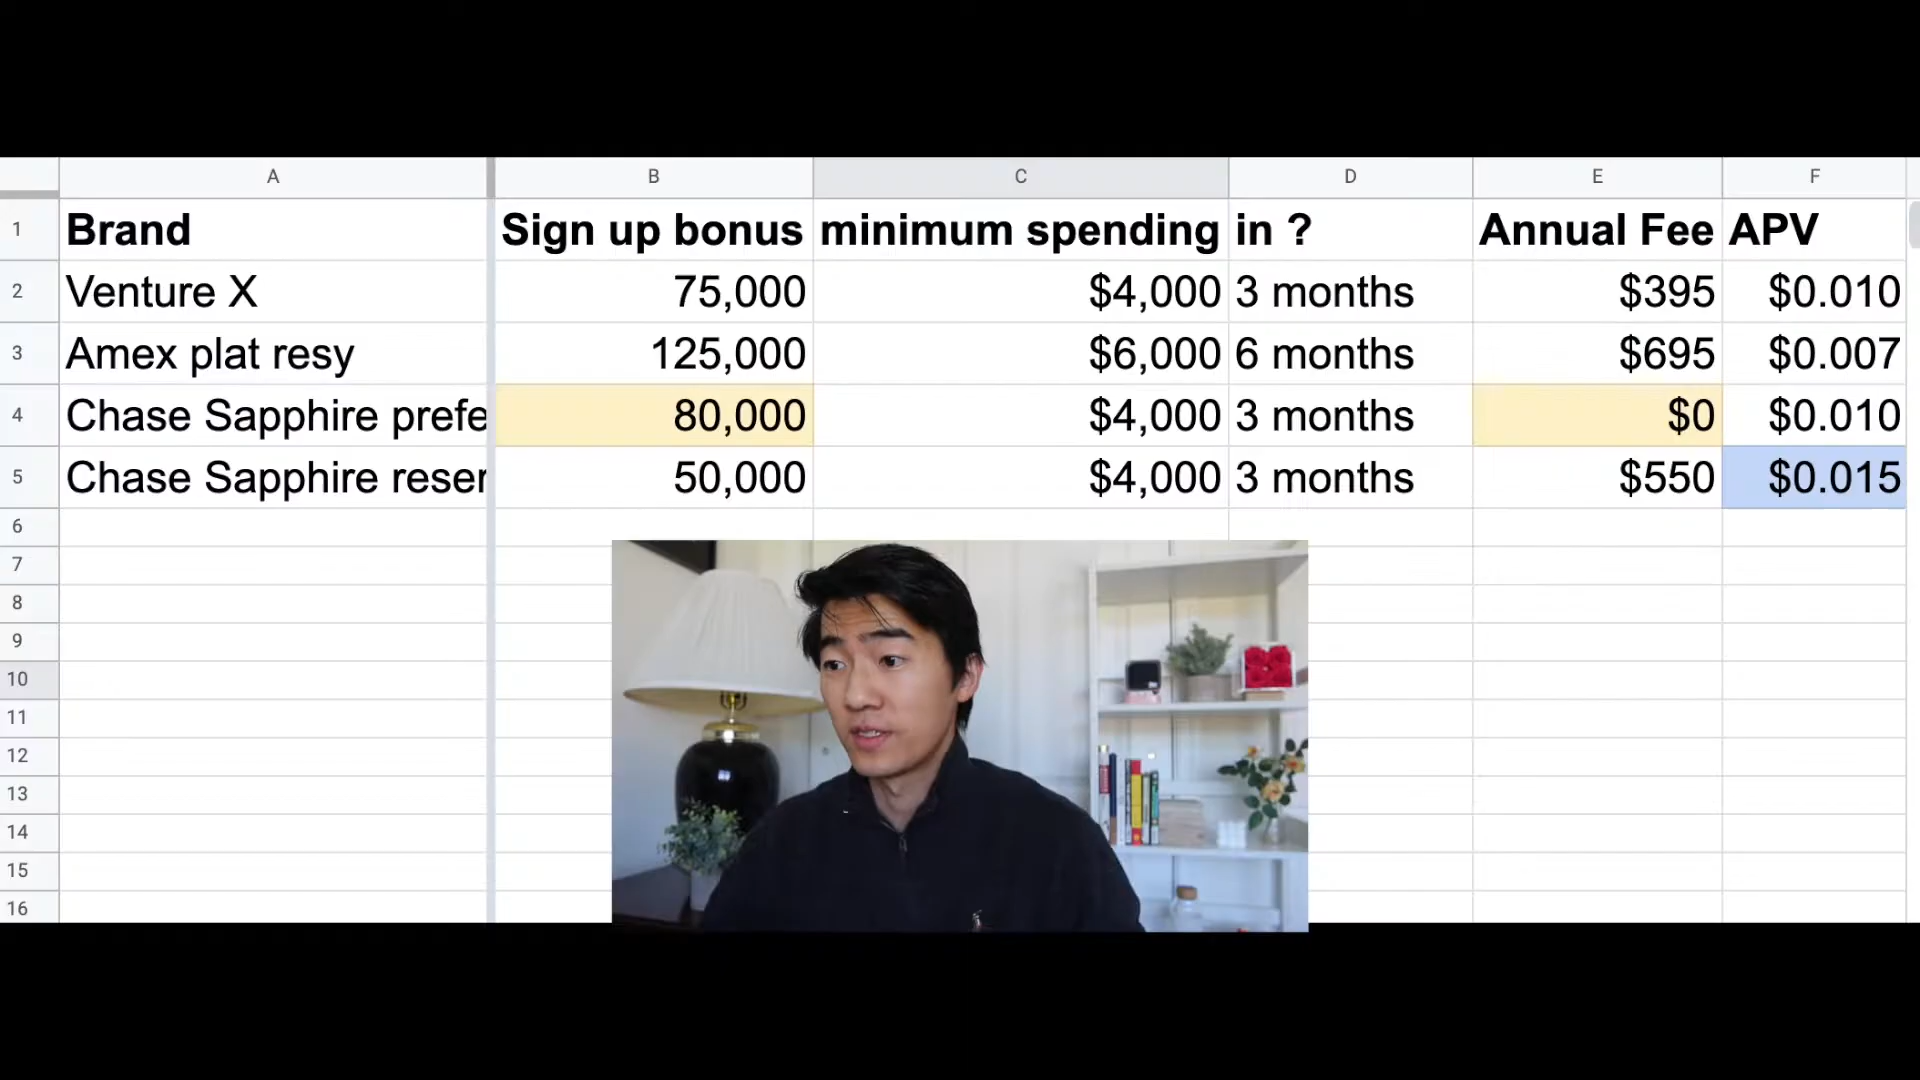 A B C D E F
1 Brand Sign up bonus minimum spending in ? Annual Fee APV
2 Venture X 75,000 $4,000 3 months $395 $0.010
3 Amex plat resy 125,000 $6,000 6 months $695 $0.007
4 Chase Sapphire prefe 80,000 $4,000 3 months $0 $0.010
5 Chase Sapphire reser 50,000 $4,000 3 months $550 $0.015
6
7
8
9
10
11
12
13
14
15
16